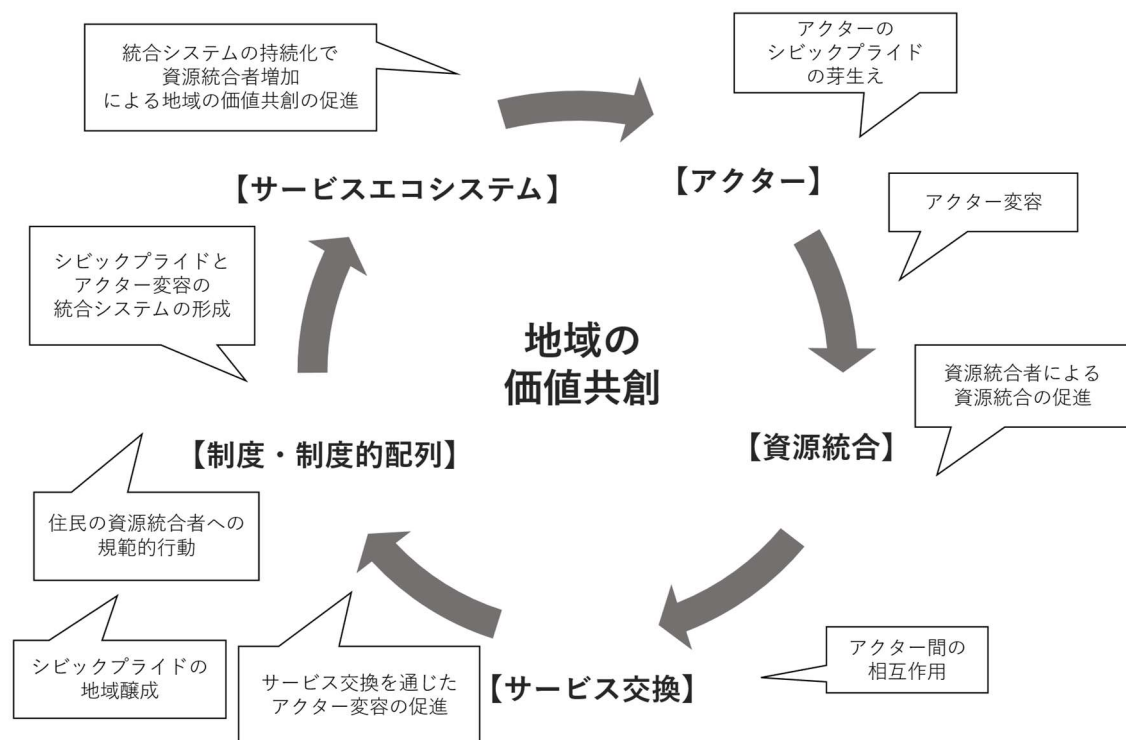 統合システムの持続化で
資源統合者増加
による地域の価値共創の促進
アクターの
シビックプライド
の芽生え
【サービスエコシステム】
【アクター】
アクター変容
シビックプライドと
アクター変容の
統合システムの形成
地域の
価値共創
資源統合者による
資源統合の促進
【制度・制度的配列】
【資源統合】
住民の資源統合者への
規範的行動
シビックプライドの
地域醸成
サービス交換を通じた
アクター変容の促進
【サービス交換】
アクター間の
相互作用